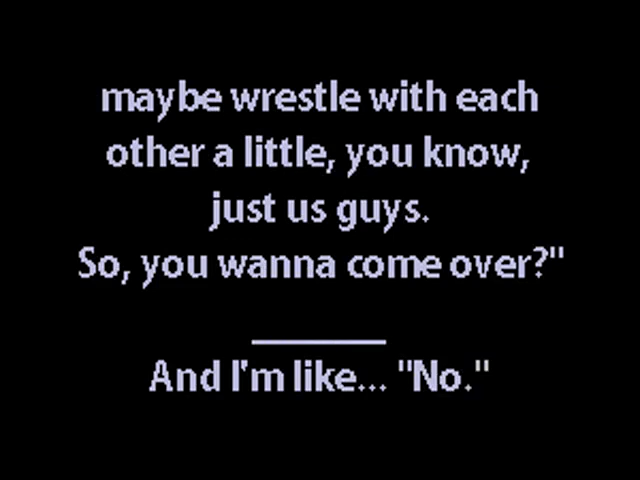 maybe wrestle with each
other a little, you know,
just us guys.
So, you wanna come over?"
And I'm like... "No."